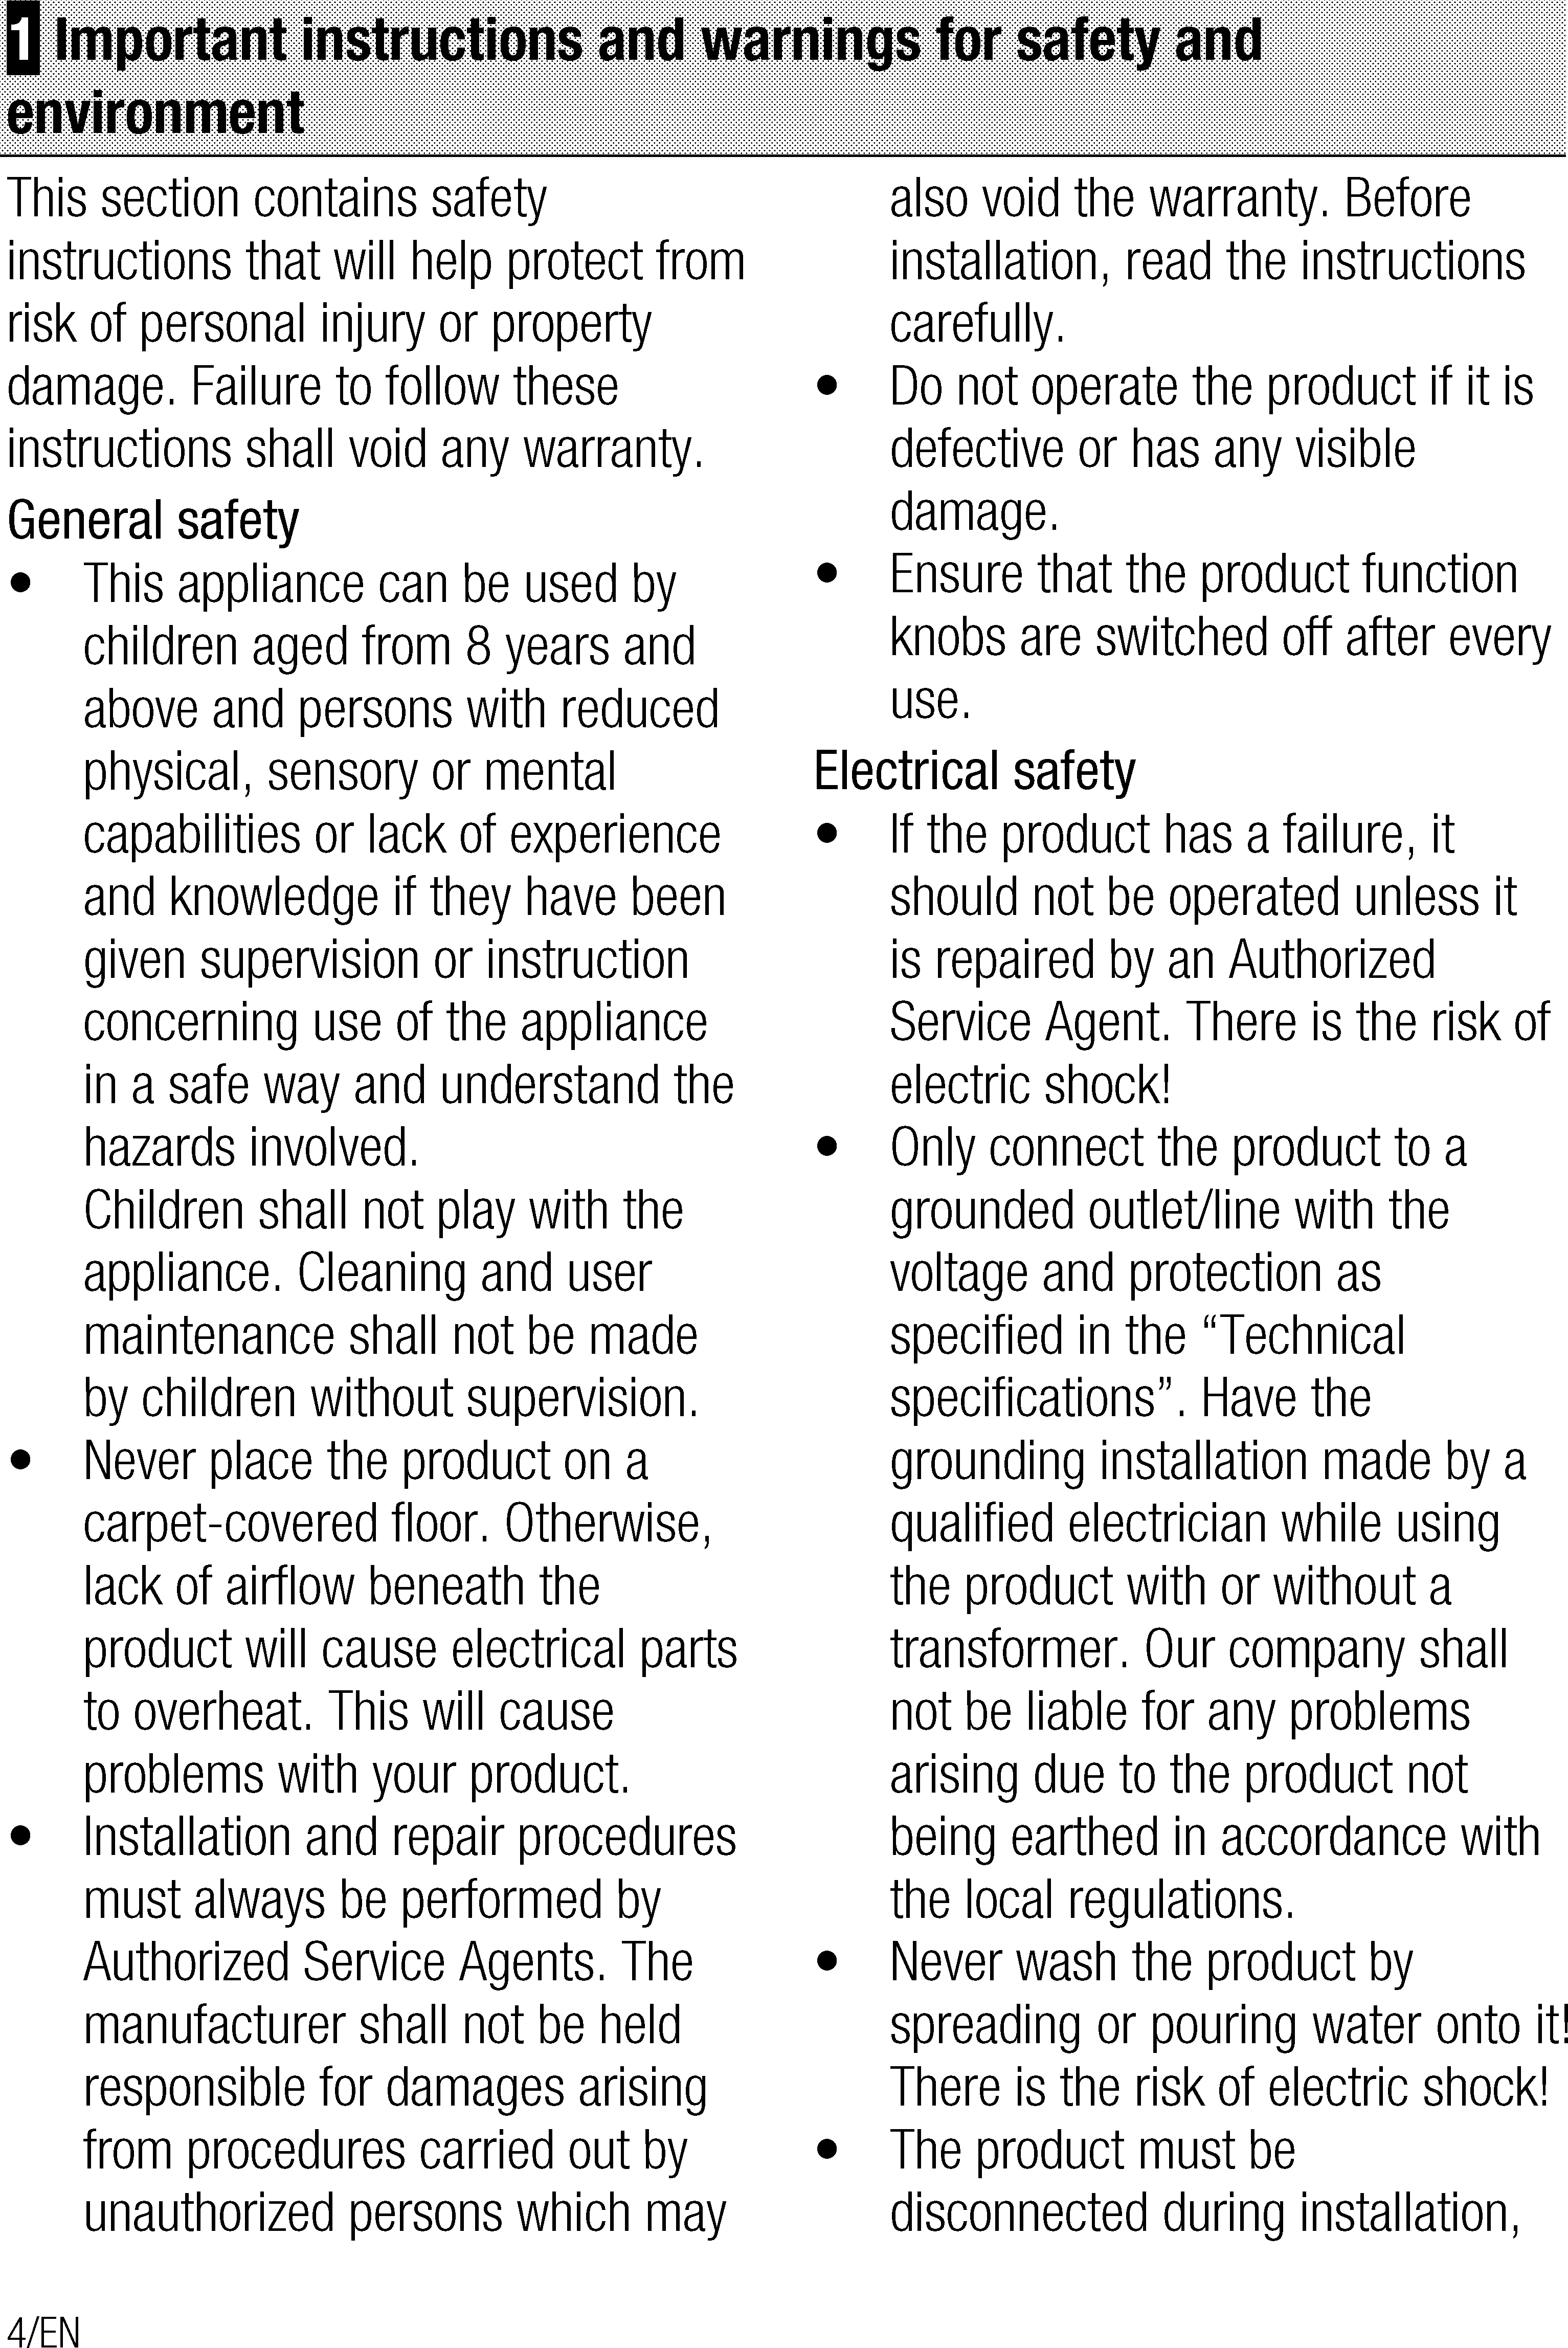 1 Important instructions and warnings for safety and
environment
This section contains safety
instructions that will help protect from
risk of personal injury or property
damage. Failure to follow these
instructions shall void any warranty.
General safety
• This appliance can be used by
children aged from 8 years and
above and persons with reduced
physical, sensory or mental
capabilities or lack of experience
and knowledge if they have been
given supervision or instruction
concerning use of the appliance
in a safe way and understand the
hazards involved.
Children shall not play with the
appliance. Cleaning and user
maintenance shall not be made
by children without supervision.
• Never place the product on a
carpet-covered floor. Otherwise,
lack of airflow beneath the
product will cause electrical parts
to overheat. This will cause
problems with your product.
• Installation and repair procedures
must always be performed by
Authorized Service Agents. The
manufacturer shall not be held
responsible for damages arising
from procedures carried out by
unauthorized persons which may
also void the warranty. Before
installation, read the instructions
carefully.
• Do not operate the product if it is
defective or has any visible
damage.
• Ensure that the product function
knobs are switched off after every
use.
Electrical safety
• If the product has a failure, it
should not be operated unless it
is repaired by an Authorized
Service Agent. There is the risk of
electric shock!
• Only connect the product to a
grounded outlet/line with the
voltage and protection as
specified in the “Technical
specifications”. Have the
grounding installation made by a
qualified electrician while using
the product with or without a
transformer. Our company shall
not be liable for any problems
arising due to the product not
being earthed in accordance with
the local regulations.
• Never wash the product by
spreading or pouring water onto it!
There is the risk of electric shock!
• The product must be
disconnected during installation,
4/EN